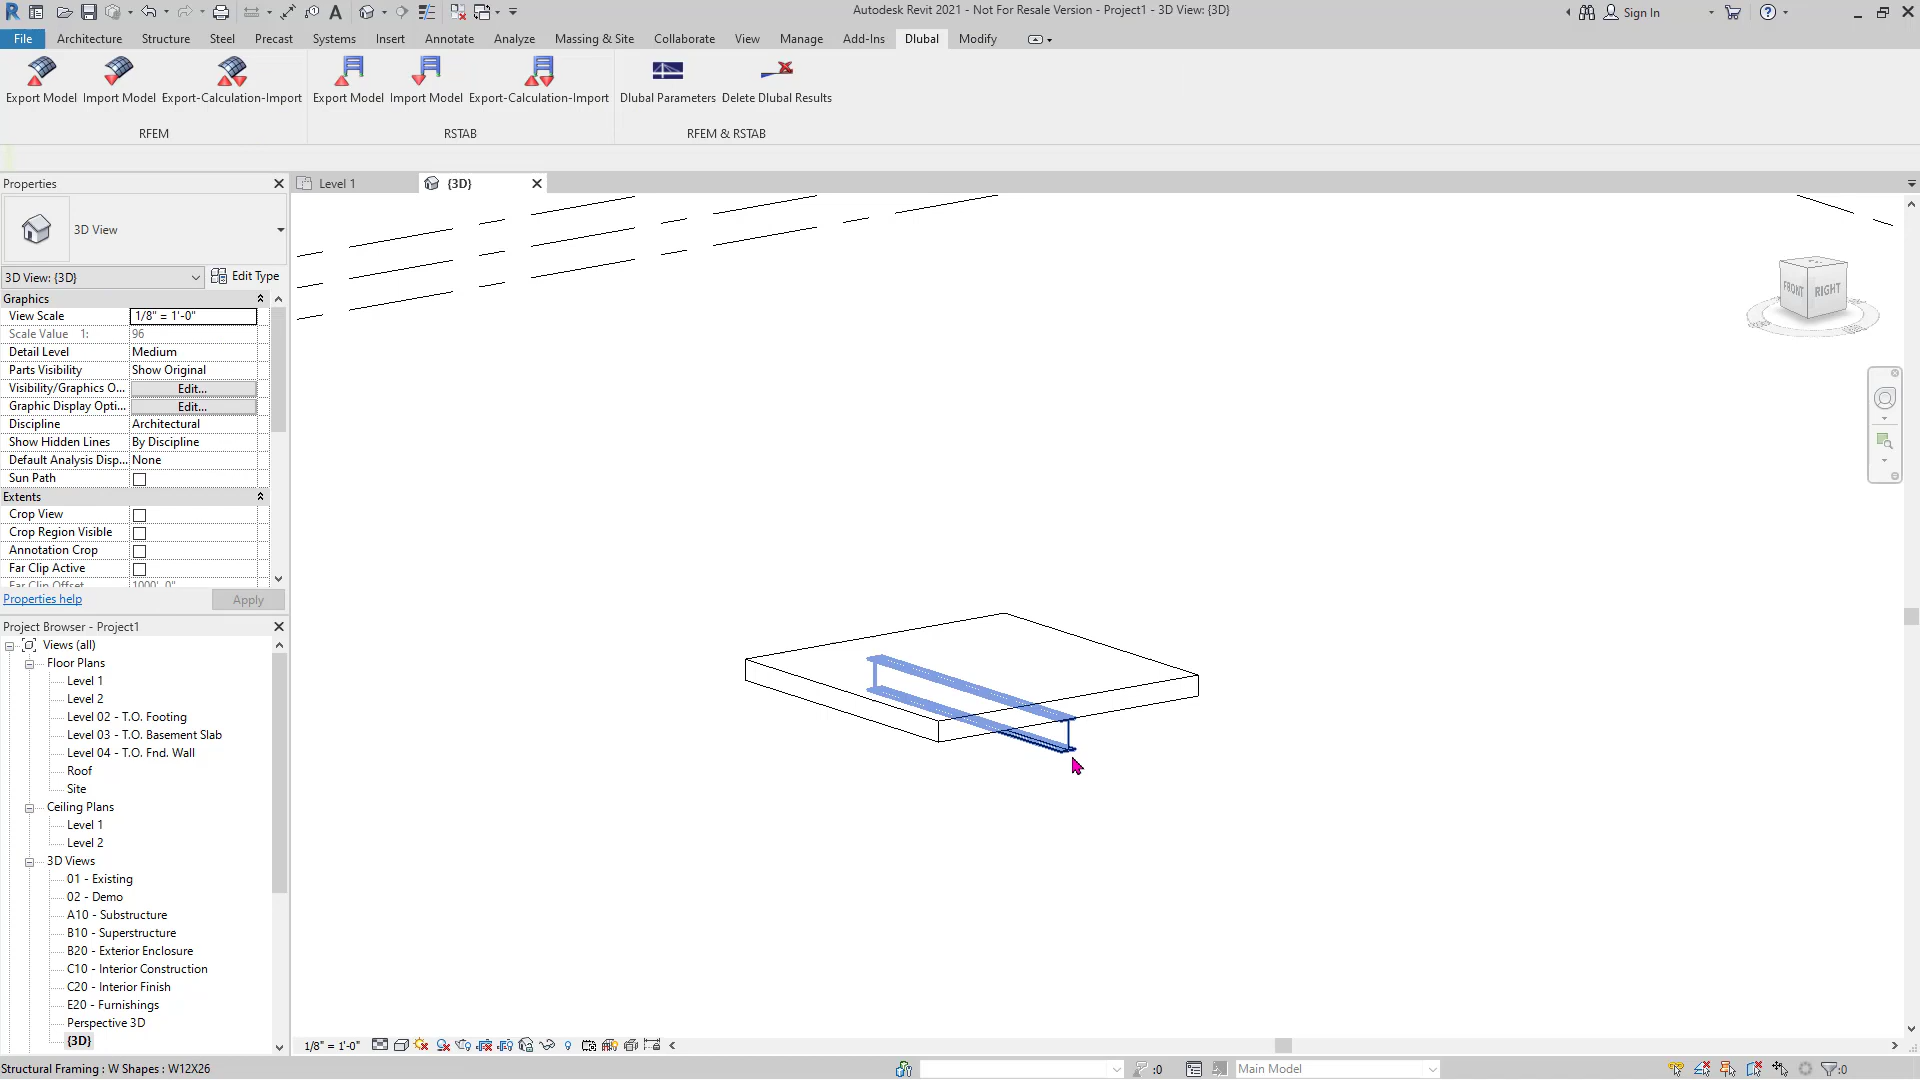 Autodesk Revit 2021 - Not For Resale Version - Project1 - 3D View: {3D}
Sign In
File Architecture Structure Steel Precast Systems Insert Annotate Analyze Massing & Site Collaborate View Manage Add-Ins Dlubal Modify
Export Model Import Model Export-Calculation-Import Export Model Import Model Export-Calculation-Import Dlubal Parameters Delete Dlubal Results
RFEM RSTAB RFEM & RSTAB
Properties
Level 1
{3D}
3D View
3D View: {3D}
Edit Type
Graphics
View Scale 1/8" = 1'-0"
Scale Value 1: 96
Detail Level Medium
Parts Visibility Show Original
Visibility/Graphics O... Edit...
Graphic Display Opti... Edit...
Discipline Architectural
Show Hidden Lines By Discipline
Default Analysis Disp... None
Sun Path
Extents
Crop View
Crop Region Visible
Annotation Crop
Far Clip Active
Far Clip Offset 1000' 0"
Properties help
Apply
Project Browser - Project1
Views (all)
Floor Plans
Level 1
Level 2
Level 02 - T.O. Footing
Level 03 - T.O. Basement Slab
Level 04 - T.O. Fnd. Wall
Roof
Site
Ceiling Plans
Level 1
Level 2
3D Views
01 - Existing
02 - Demo
A10 - Substructure
B10 - Superstructure
B20 - Exterior Enclosure
C10 - Interior Construction
C20 - Interior Finish
E20 - Furnishings
Perspective 3D
{3D}
FRONT
RIGHT
1/8" = 1'-0"
Structural Framing : W Shapes : W12X26
:0
Main Model
:0